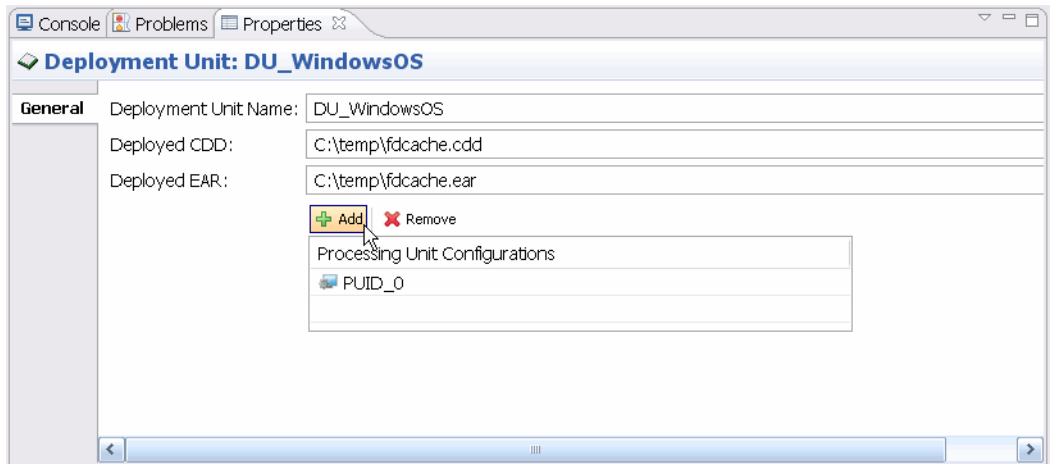 Console Problems Properties
Deployment Unit: DU_WindowsOS
General
Deployment Unit Name: DU_WindowsOS
Deployed CDD: C:\temp\fdcache.cdd
Deployed EAR: C:\temp\fdcache.ear
Add Remove
Processing Unit Configurations
PUID_0